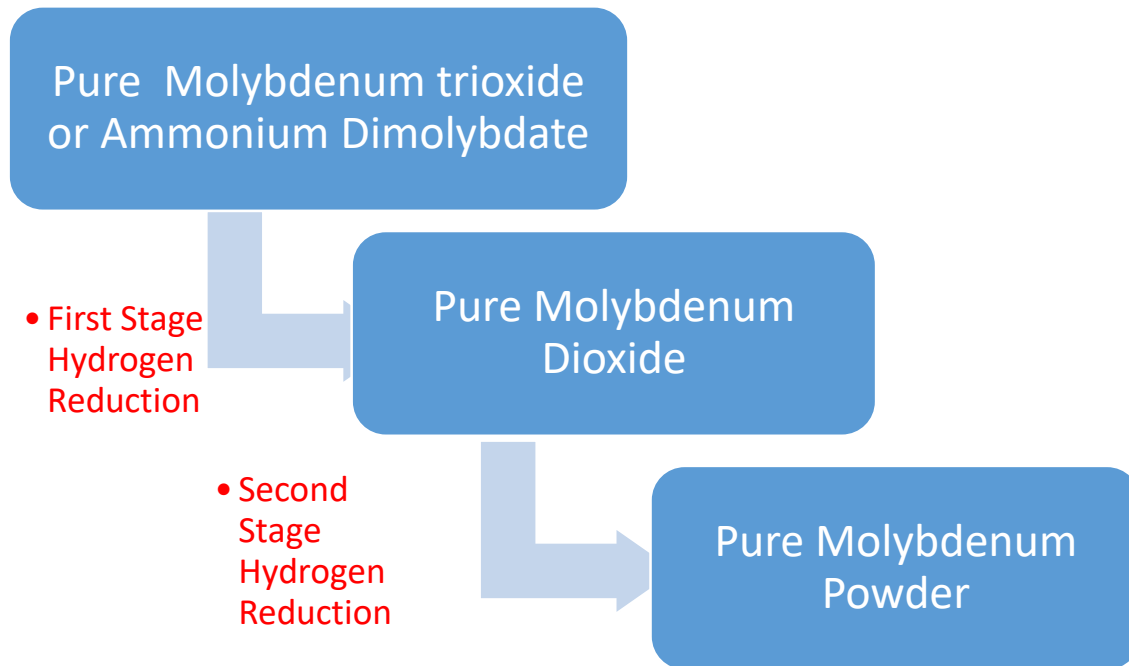 Pure Molybdenum trioxide
or Ammonium Dimolybdate
• First Stage
Hydrogen
Reduction
Pure Molybdenum
Dioxide
• Second
Stage
Hydrogen
Reduction
Pure Molybdenum
Powder